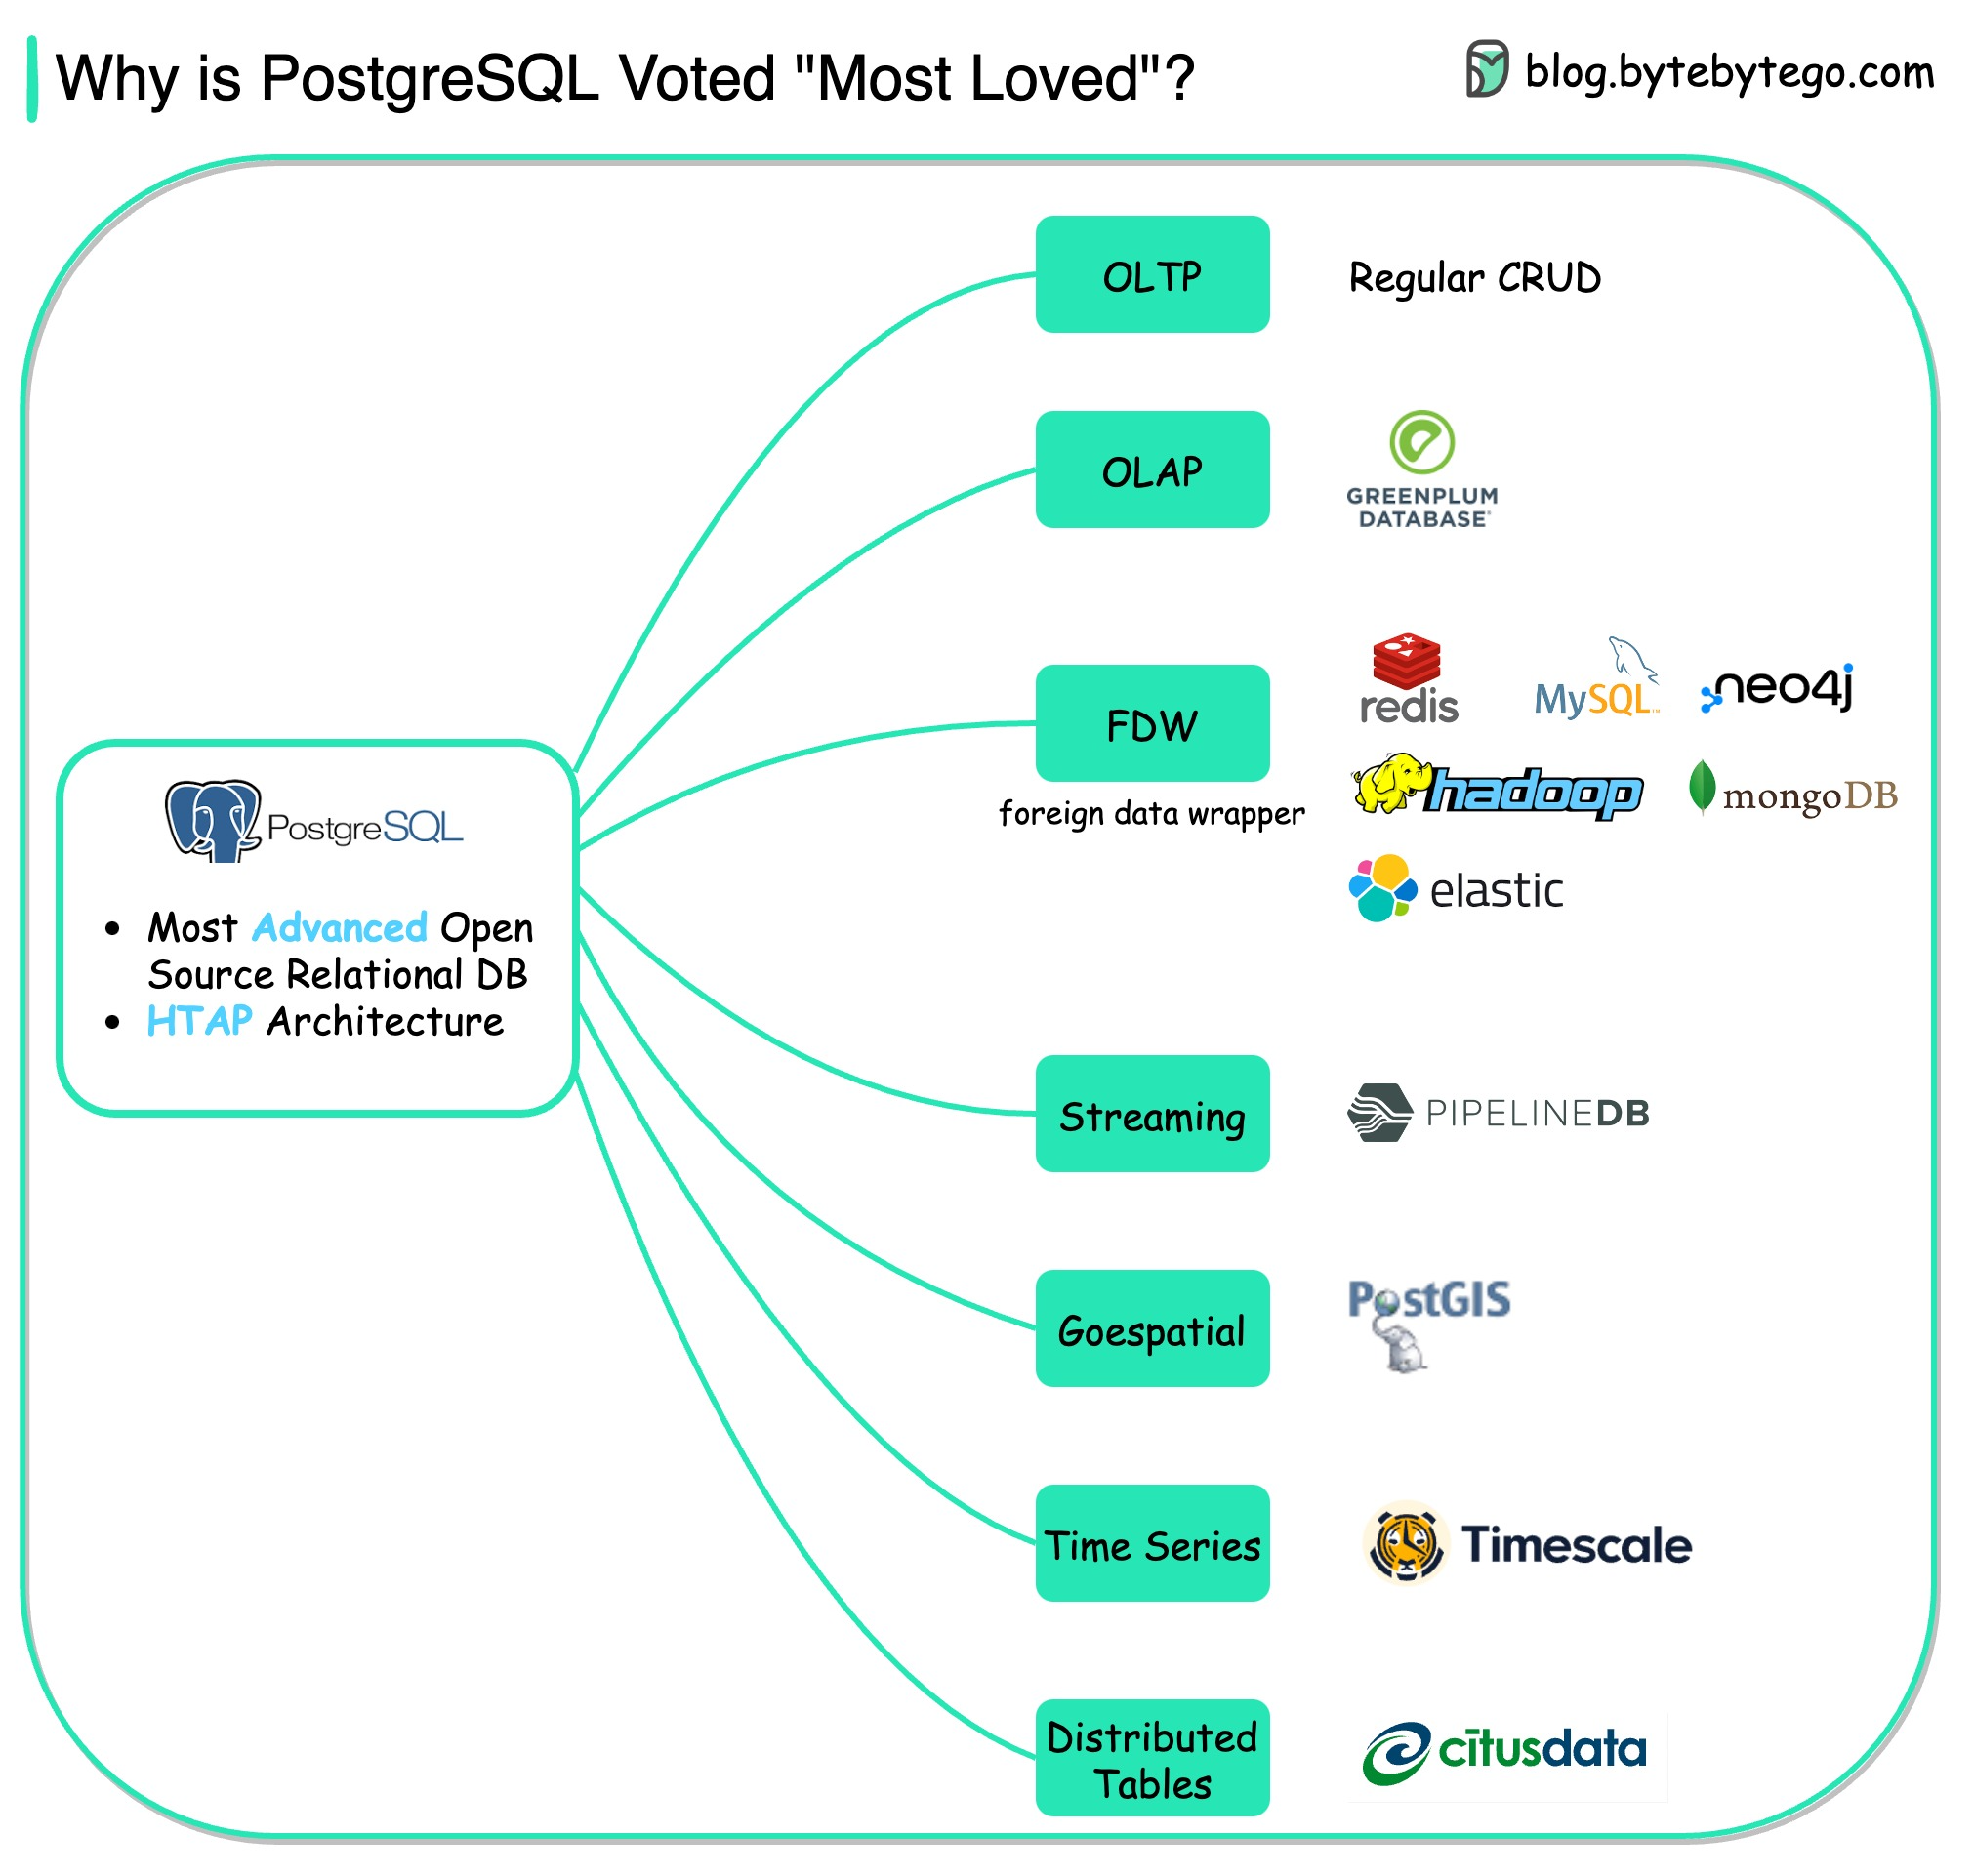 Why is PostgreSQL Voted "Most Loved"?
blog.bytebytego.com
OLTP
Regular CRUD
OLAP
GREENPLUM
DATABASE
FDW
foreign data wrapper
redis
MySQL
neo4j
hadoop
mongoDB
elastic
PostgreSQL
• Most Advanced Open
Source Relational DB
• HTAP Architecture
Streaming
PIPELINEDB
Goespatial
PostGIS
Time Series
Timescale
Distributed
Tables
citusdata